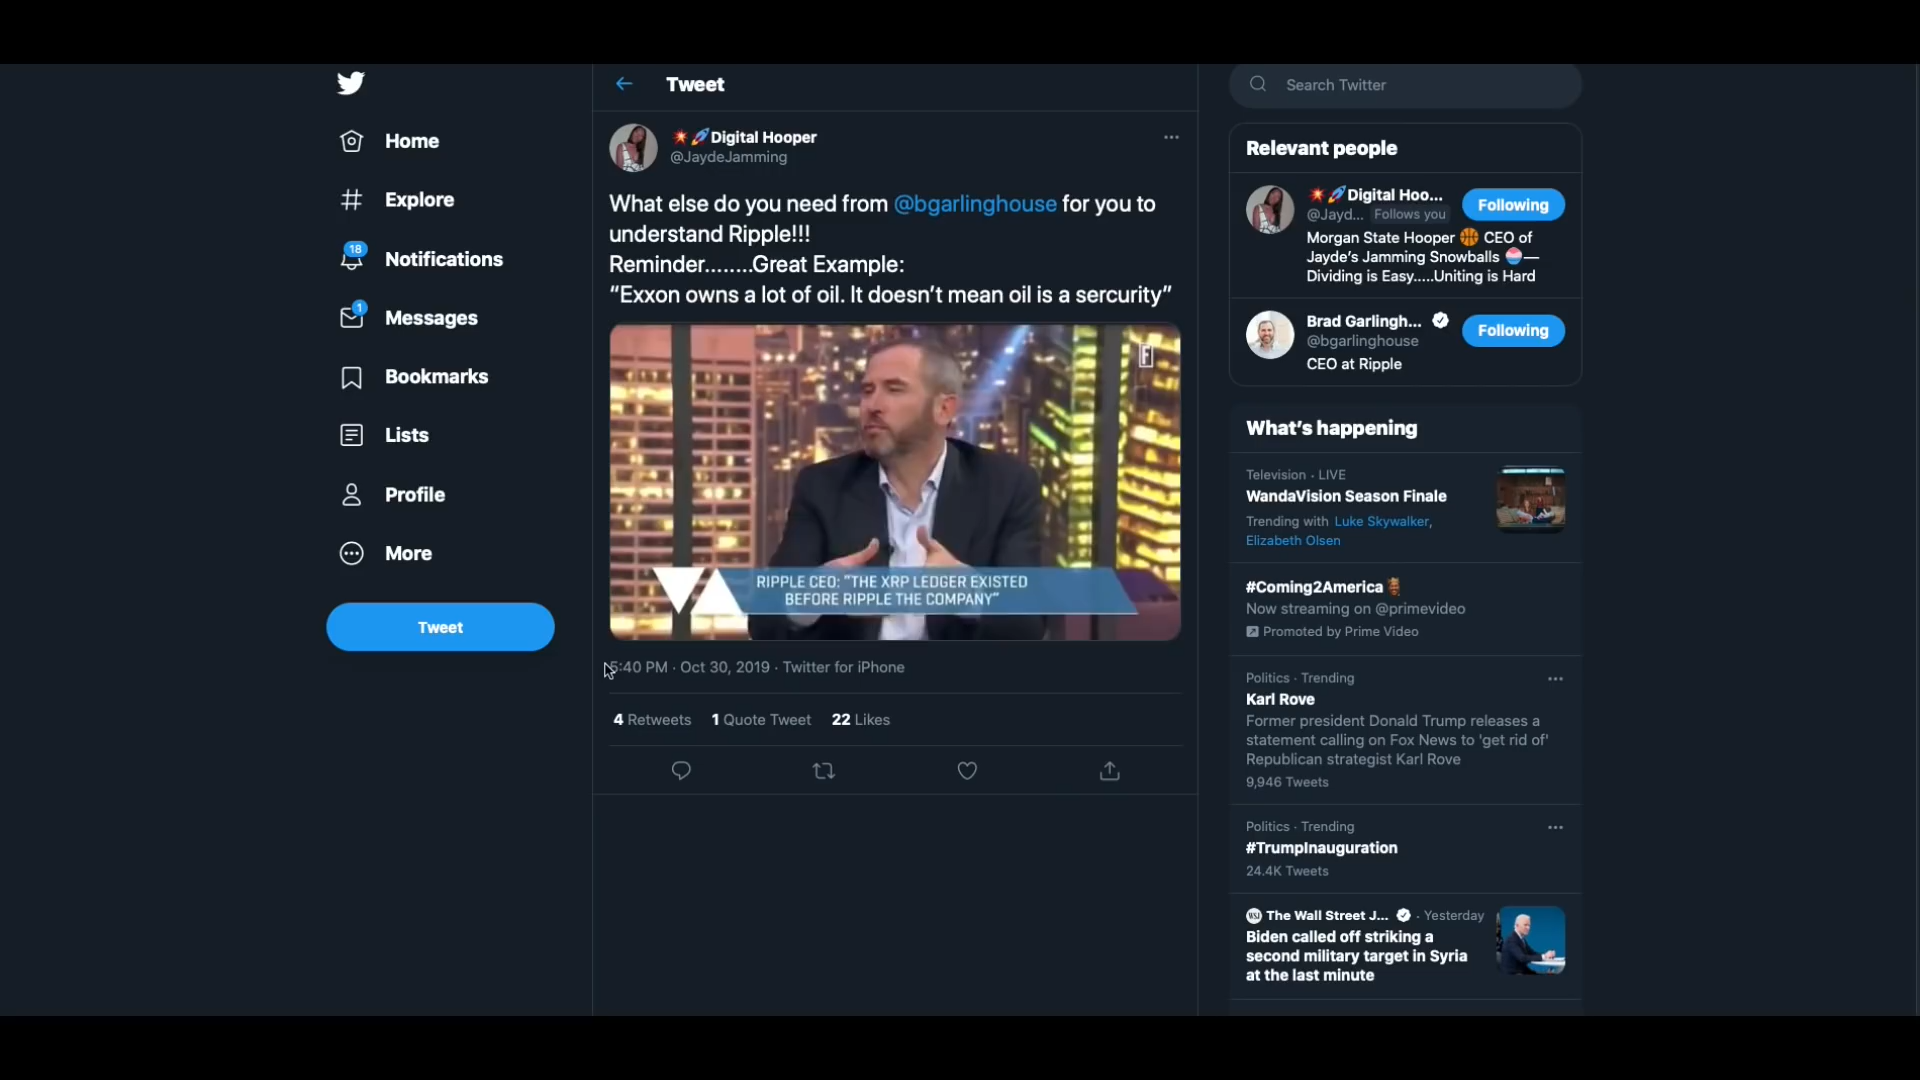 Home
Explore
18
Notifications
1
Messages
Bookmarks
Lists
Profile
More
Tweet
Tweet
💥🚀Digital Hooper
@JaydeJamming
What else do you need from @bgarlinghouse for you to
understand Ripple!!!
Reminder........Great Example:
“Exxon owns a lot of oil. It doesn’t mean oil is a sercurity”
F
RIPPLE CEO: "THE XRP LEDGER EXISTED
BEFORE RIPPLE THE COMPANY"
5:40 PM · Oct 30, 2019 · Twitter for iPhone
4 Retweets 1 Quote Tweet 22 Likes
Search Twitter
Relevant people
💥🚀Digital Hoo...
@Jayd... Follows you
Following
Morgan State Hooper 🏀 CEO of
Jayde’s Jamming Snowballs 🍧—
Dividing is Easy.....Uniting is Hard
Brad Garlingh...
@bgarlinghouse
Following
CEO at Ripple
What’s happening
Television · LIVE
WandaVision Season Finale
Trending with Luke Skywalker,
Elizabeth Olsen
#Coming2America
Now streaming on @primevideo
Promoted by Prime Video
Politics · Trending
Karl Rove
Former president Donald Trump releases a
statement calling on Fox News to 'get rid of'
Republican strategist Karl Rove
9,946 Tweets
Politics · Trending
#TrumpInauguration
24.4K Tweets
WSJ The Wall Street J... · Yesterday
Biden called off striking a
second military target in Syria
at the last minute